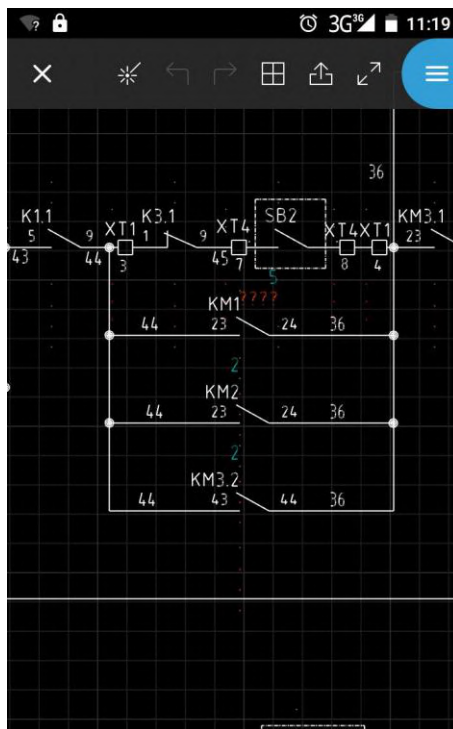 3G 3G 11:19
36
K1.1 XT1 K3.1 XT4 SB2 XT4 XT1 KM3.1
5 9 1 9 23
43 44 3 45 7 8 4
5
KM1 ????
44 23 24 36
2
KM2
44 23 24 36
2
KM3.2
44 43 44 36